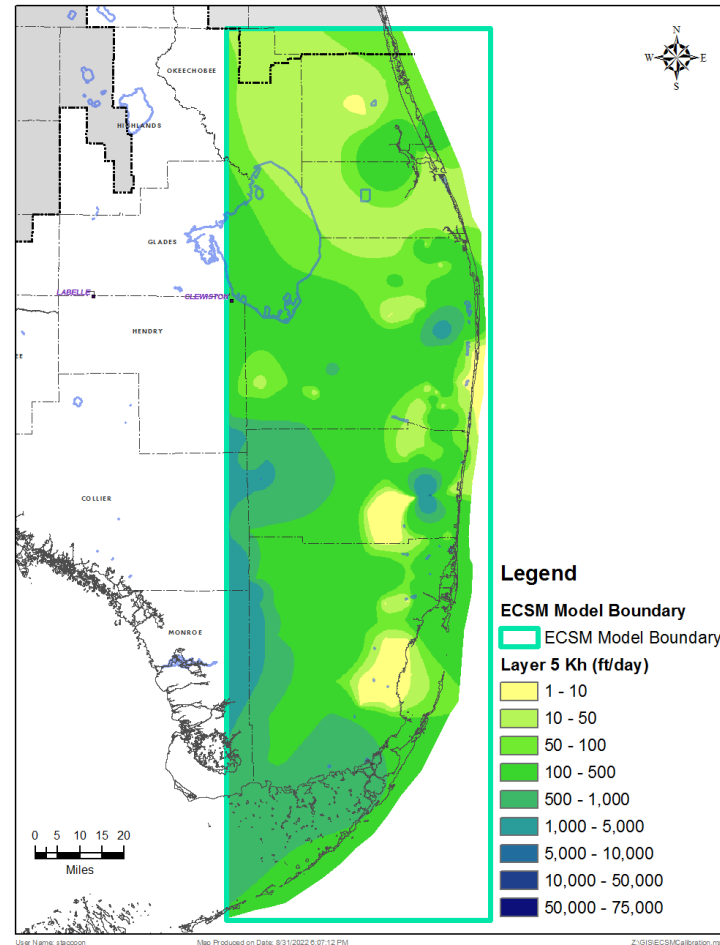 N
W E
S
OKEECHOBEE
HIGHLANDS
GLADES
LABELLE
CLEWISTON
HENDRY
EE
COLLIER
MONROE
Legend
ECSM Model Boundary
ECSM Model Boundary
Layer 5 Kh (ft/day)
1 - 10
10 - 50
50 - 100
100 - 500
500 - 1,000
1,000 - 5,000
5,000 - 10,000
10,000 - 50,000
50,000 - 75,000
0 5 10 15 20
Miles
User Name: staccoon Map Produced on Date: 8/31/2022 6:07:12 PM